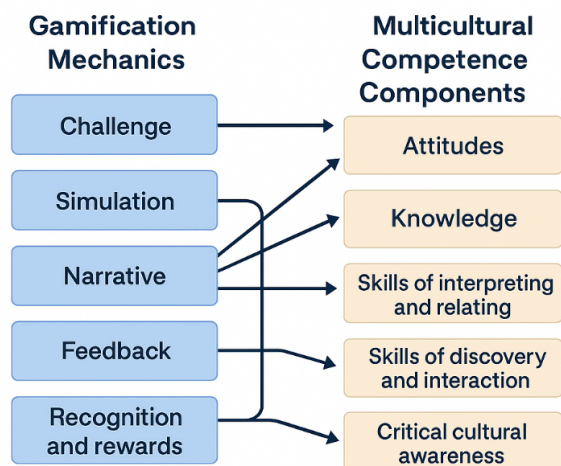 Gamification
Mechanics
Challenge
Simulation
Narrative
Feedback
Recognition
and rewards
Multicultural
Competence
Components
Attitudes
Knowledge
Skills of interpreting
and relating
Skills of discovery
and interaction
Critical cultural
awareness